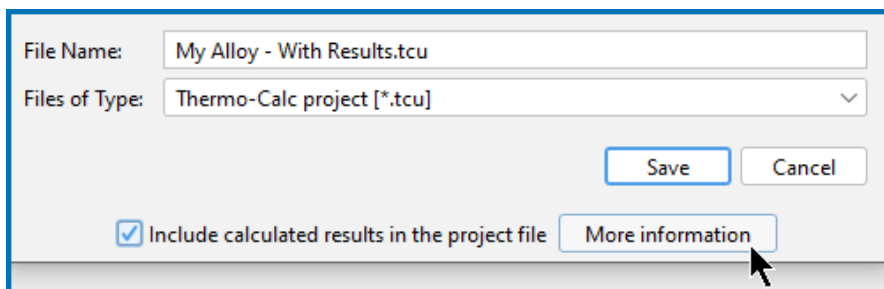 File Name: My Alloy - With Results.tcu
Files of Type: Thermo-Calc project [*.tcu]
Save Cancel
Include calculated results in the project file More information